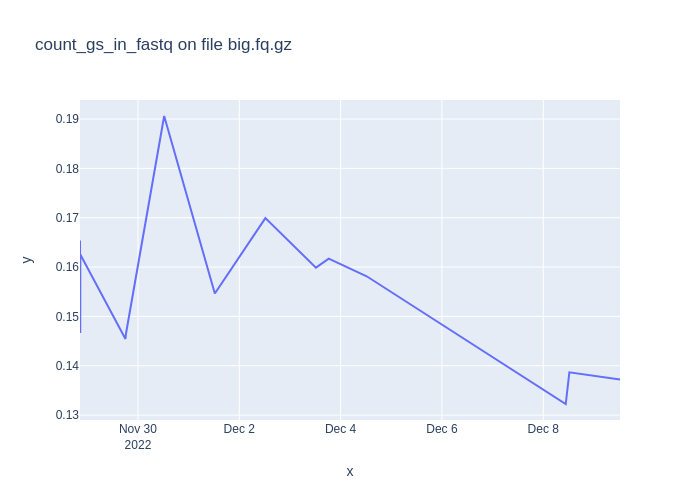 count_gs_in_fastq on file big.fq.gz
0.19
0.18
0.17
0.16
0.15
0.14
0.13
y
Nov 30
2022
Dec 2
Dec 4
Dec 6
Dec 8
x